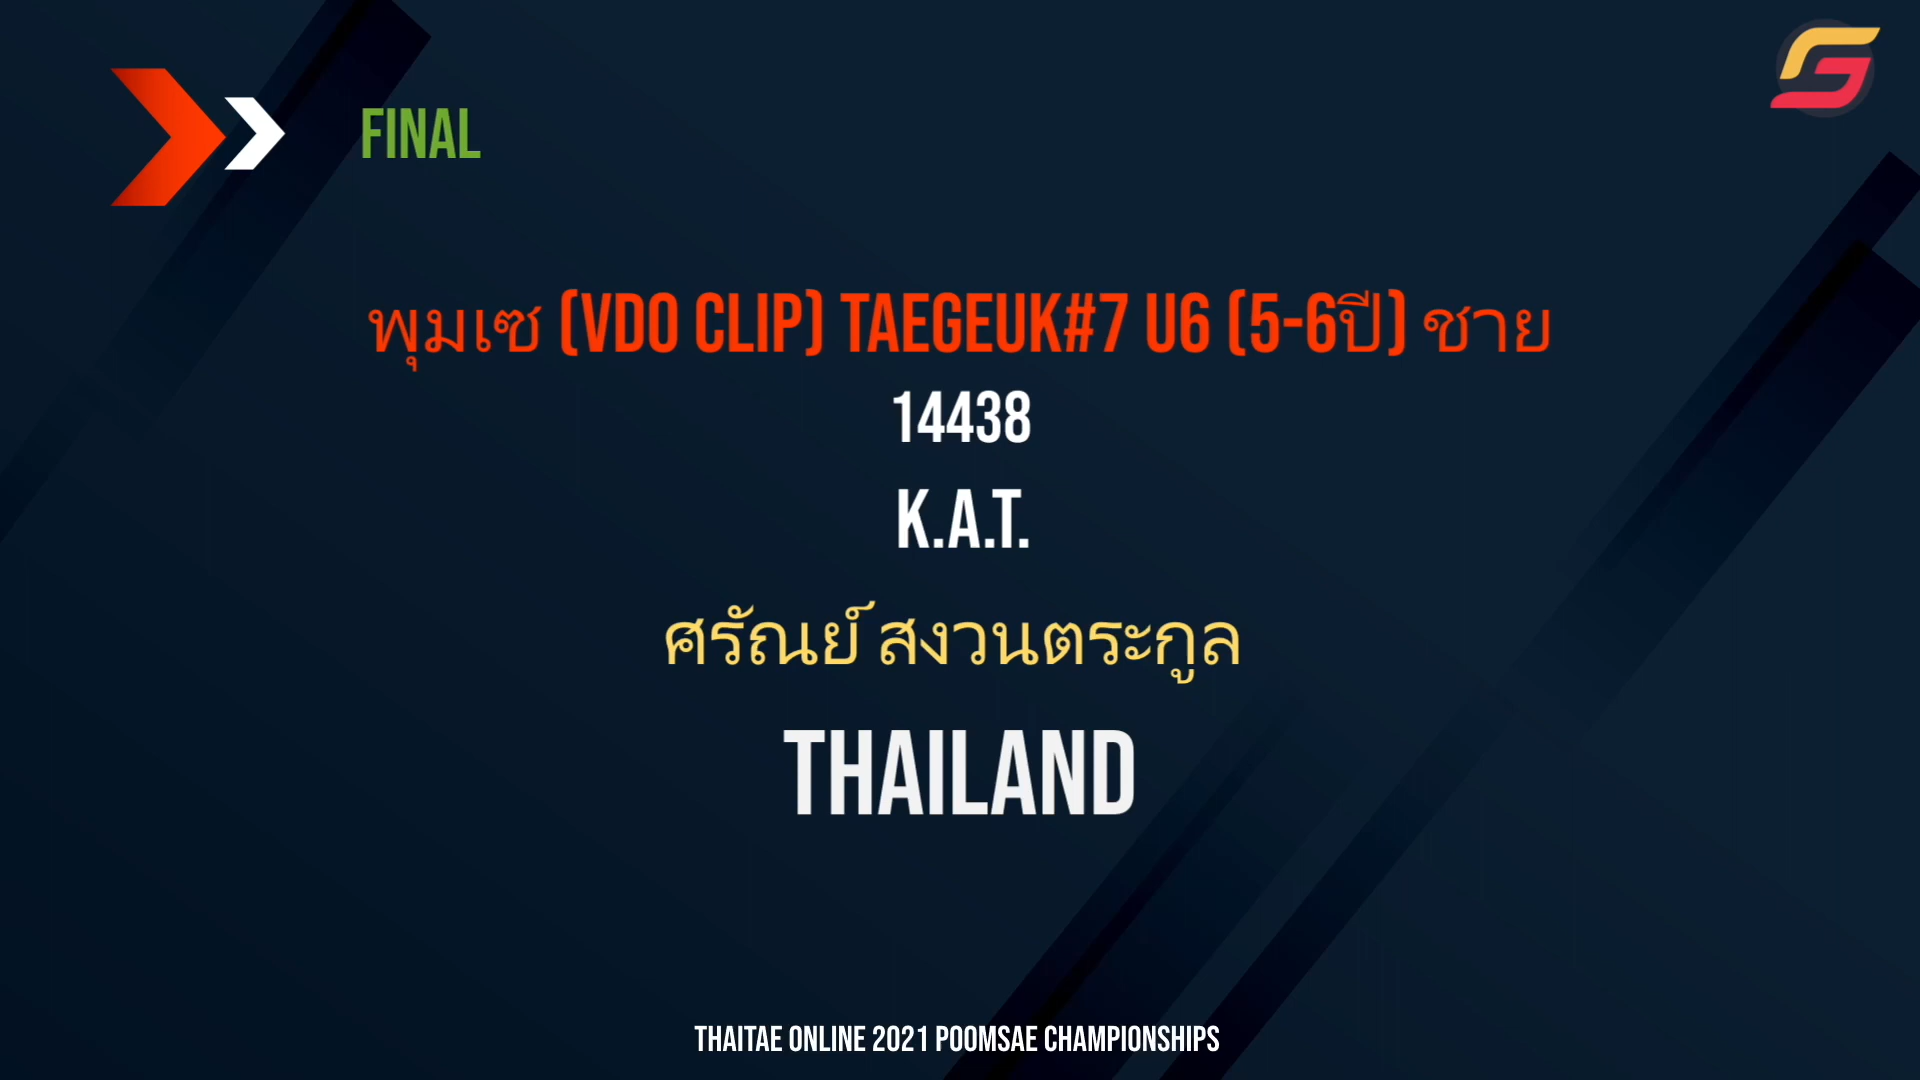 FINAL
พุมเซ (VDO CLIP) TAEGEUK#7 U6 (5-6ปี) ชาย
14438
K.A.T.
ศรัณย์ สงวนตระกูล
THAILAND
THAITAE ONLINE 2021 POOMSAE CHAMPIONSHIPS